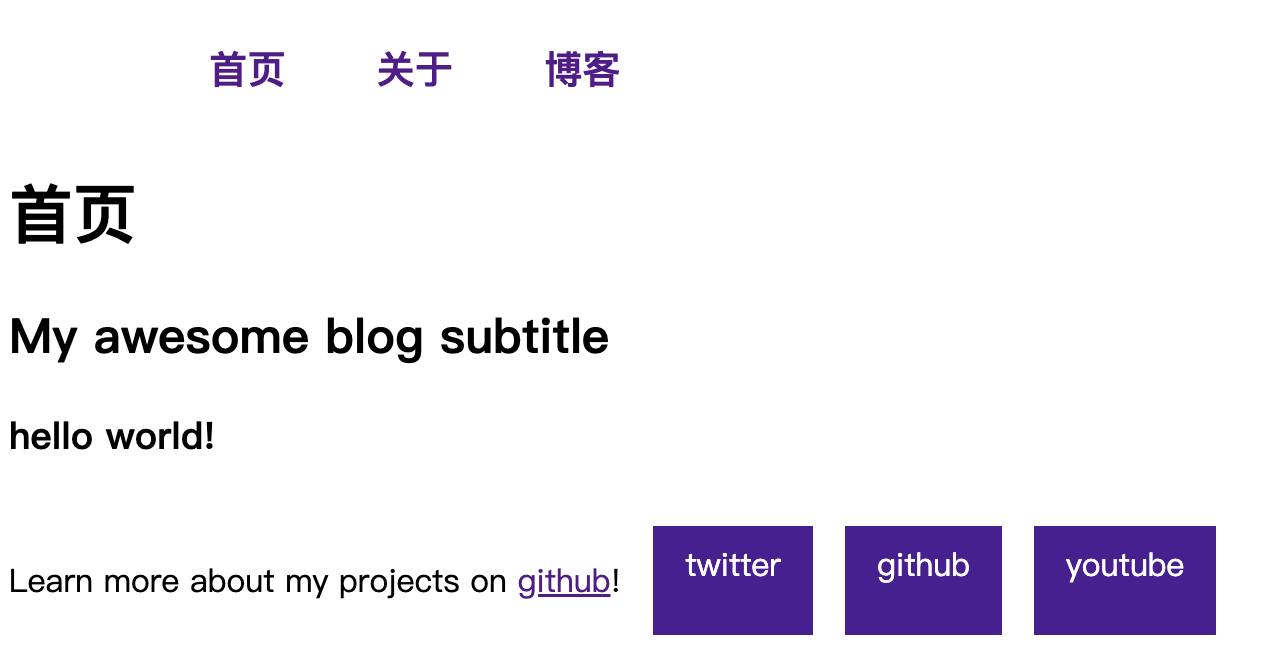 首页 关于 博客
首页
My awesome blog subtitle
hello world!
Learn more about my projects on github! twitter github youtube